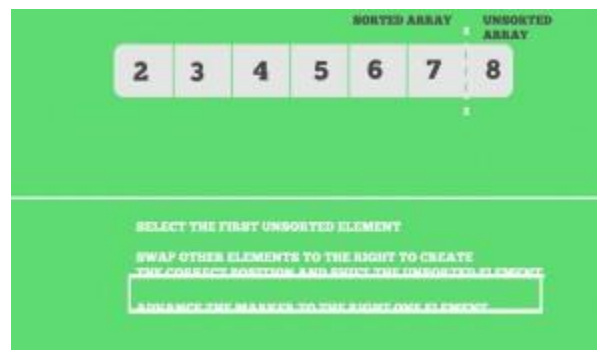 SORTED ARRAY
UNSORTED
ARRAY
2 3 4 5 6 7 8
SELECT THE FIRST UNSORTED ELEMENT
SWAP OTHER ELEMENTS TO THE RIGHT TO CREATE
THE CORRECT POSITION AND SHIFT THE UNSORTED ELEMENT
ADVANCE THE MARKER TO THE RIGHT ONE ELEMENT